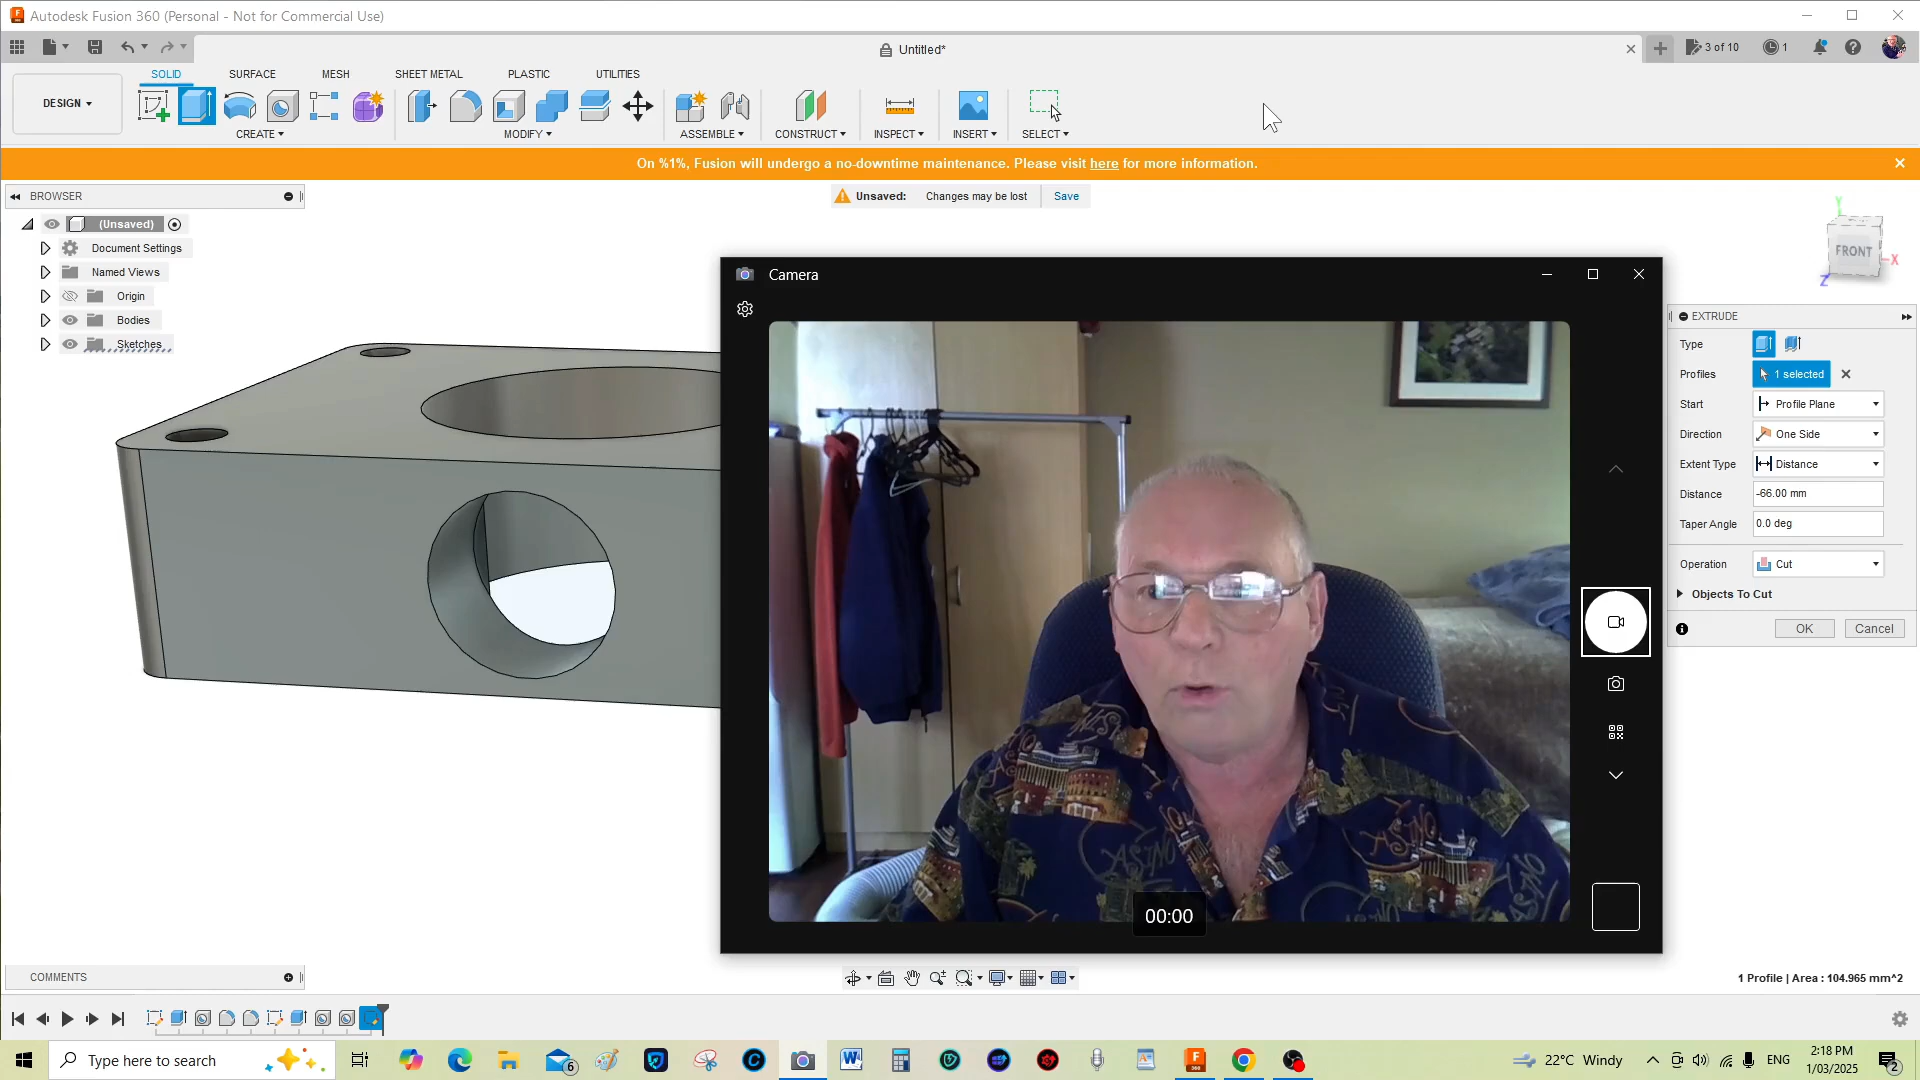 Autodesk Fusion 360 (Personal - Not for Commercial Use)
Untitled*
3 of 10
1
DESIGN
SOLID
SURFACE
MESH
SHEET METAL
PLASTIC
UTILITIES
CREATE
MODIFY
ASSEMBLE
CONSTRUCT
INSPECT
INSERT
SELECT
On %1%, Fusion will undergo a no-downtime maintenance. Please visit here for more information.
BROWSER
Unsaved: Changes may be lost Save
(Unsaved)
Document Settings
Named Views
Origin
Bodies
Sketches
Y
FRONT
X
Z
Camera
00:00
EXTRUDE
Type
Profiles 1 selected
Start Profile Plane
Direction One Side
Extent Type Distance
Distance -66.00 mm
Taper Angle 0.0 deg
Operation Cut
Objects To Cut
OK Cancel
COMMENTS
1 Profile | Area : 104.965 mm^2
Type here to search
6
22°C Windy
ENG
2:18 PM
1/03/2025
2